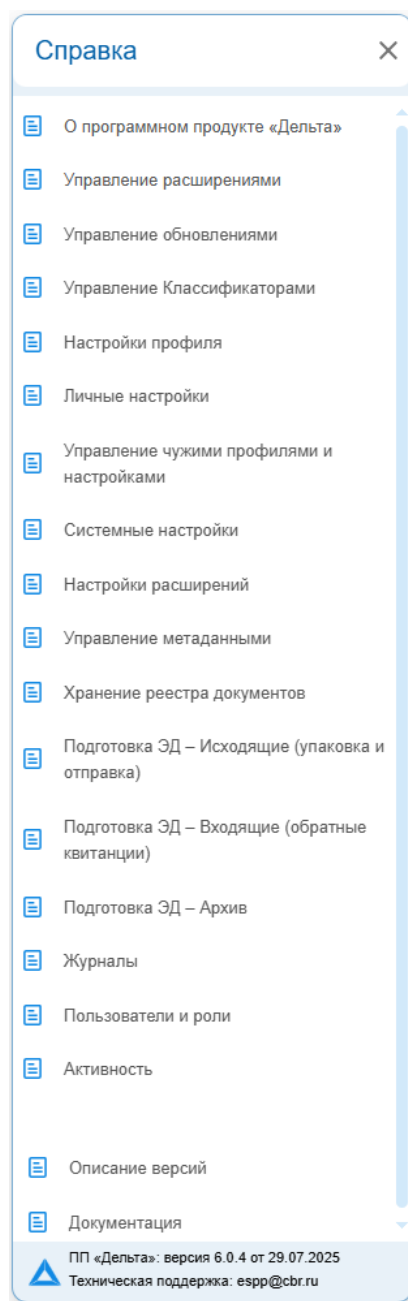 Справка
О программном продукте «Дельта»
Управление расширениями
Управление обновлениями
Управление Классификаторами
Настройки профиля
Личные настройки
Управление чужими профилями и
настройками
Системные настройки
Настройки расширений
Управление метаданными
Хранение реестра документов
Подготовка ЭД – Исходящие (упаковка и
отправка)
Подготовка ЭД – Входящие (обратные
квитанции)
Подготовка ЭД – Архив
Журналы
Пользователи и роли
Активность
Описание версий
Документация
ПП «Дельта»: версия 6.0.4 от 29.07.2025
Техническая поддержка: espp@cbr.ru